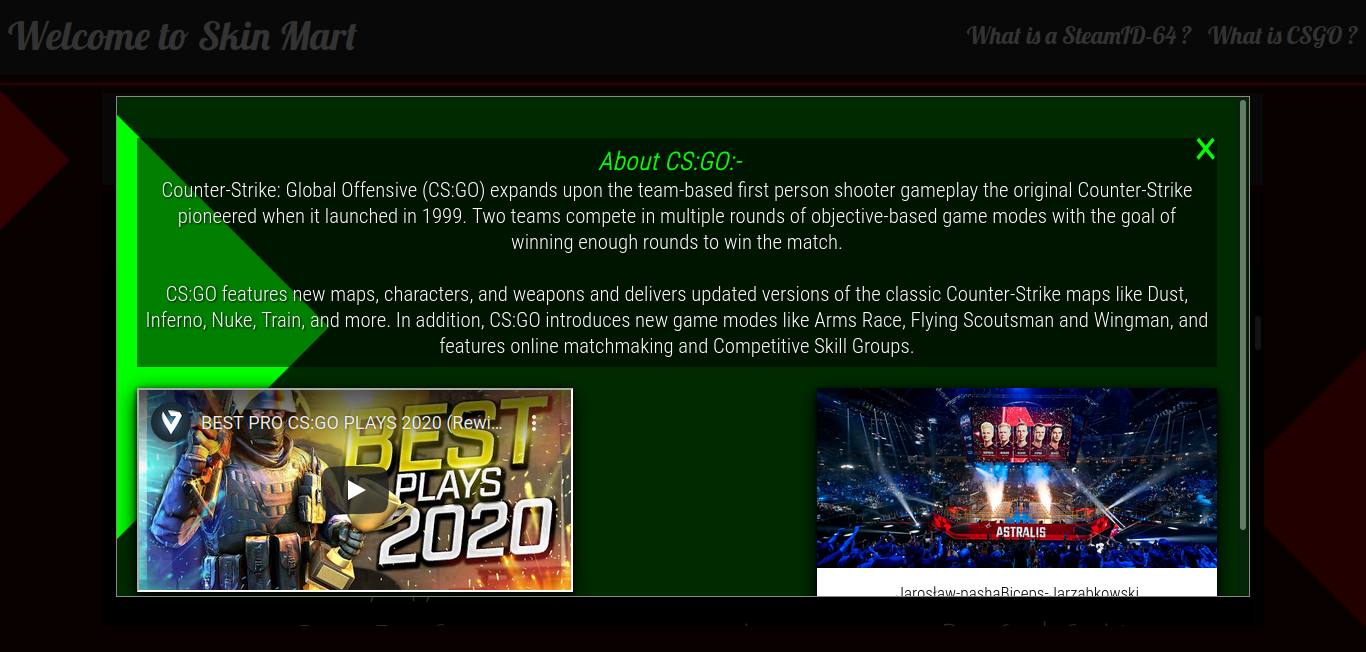 Welcome to Skin Mart
What is a SteamID-64 ? What is CSGO ?
About CS:GO:-
Counter-Strike: Global Offensive (CS:GO) expands upon the team-based first person shooter gameplay the original Counter-Strike
pioneered when it launched in 1999. Two teams compete in multiple rounds of objective-based game modes with the goal of
winning enough rounds to win the match.
CS:GO features new maps, characters, and weapons and delivers updated versions of the classic Counter-Strike maps like Dust,
Inferno, Nuke, Train, and more. In addition, CS:GO introduces new game modes like Arms Race, Flying Scoutsman and Wingman, and
features online matchmaking and Competitive Skill Groups.
BEST PRO CS:GO PLAYS 2020 (Rewi...
BEST
PLAYS
2020
ASTRALIS
Jarosław-pashaBiceps-Jarząbkowski